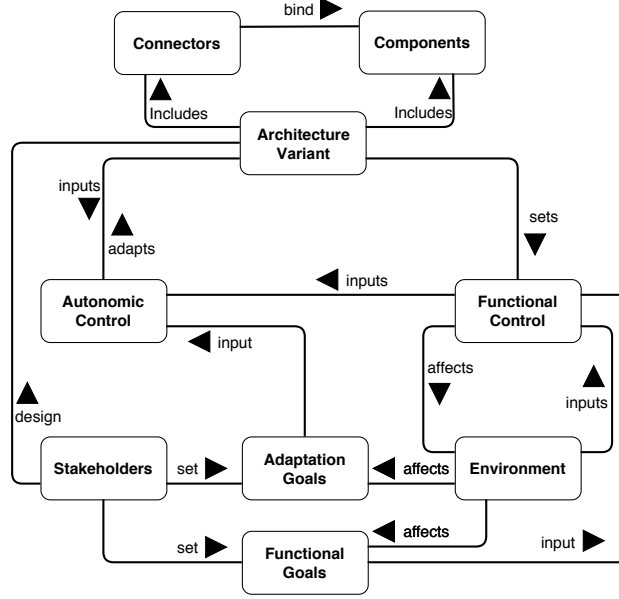 bind
Connectors
Components
Includes
Includes
Architecture
Variant
inputs
adapts
sets
inputs
Autonomic
Control
Functional
Control
input
affects
inputs
design
Stakeholders
set
Adaptation
Goals
affects
Environment
affects
set
Functional
Goals
input